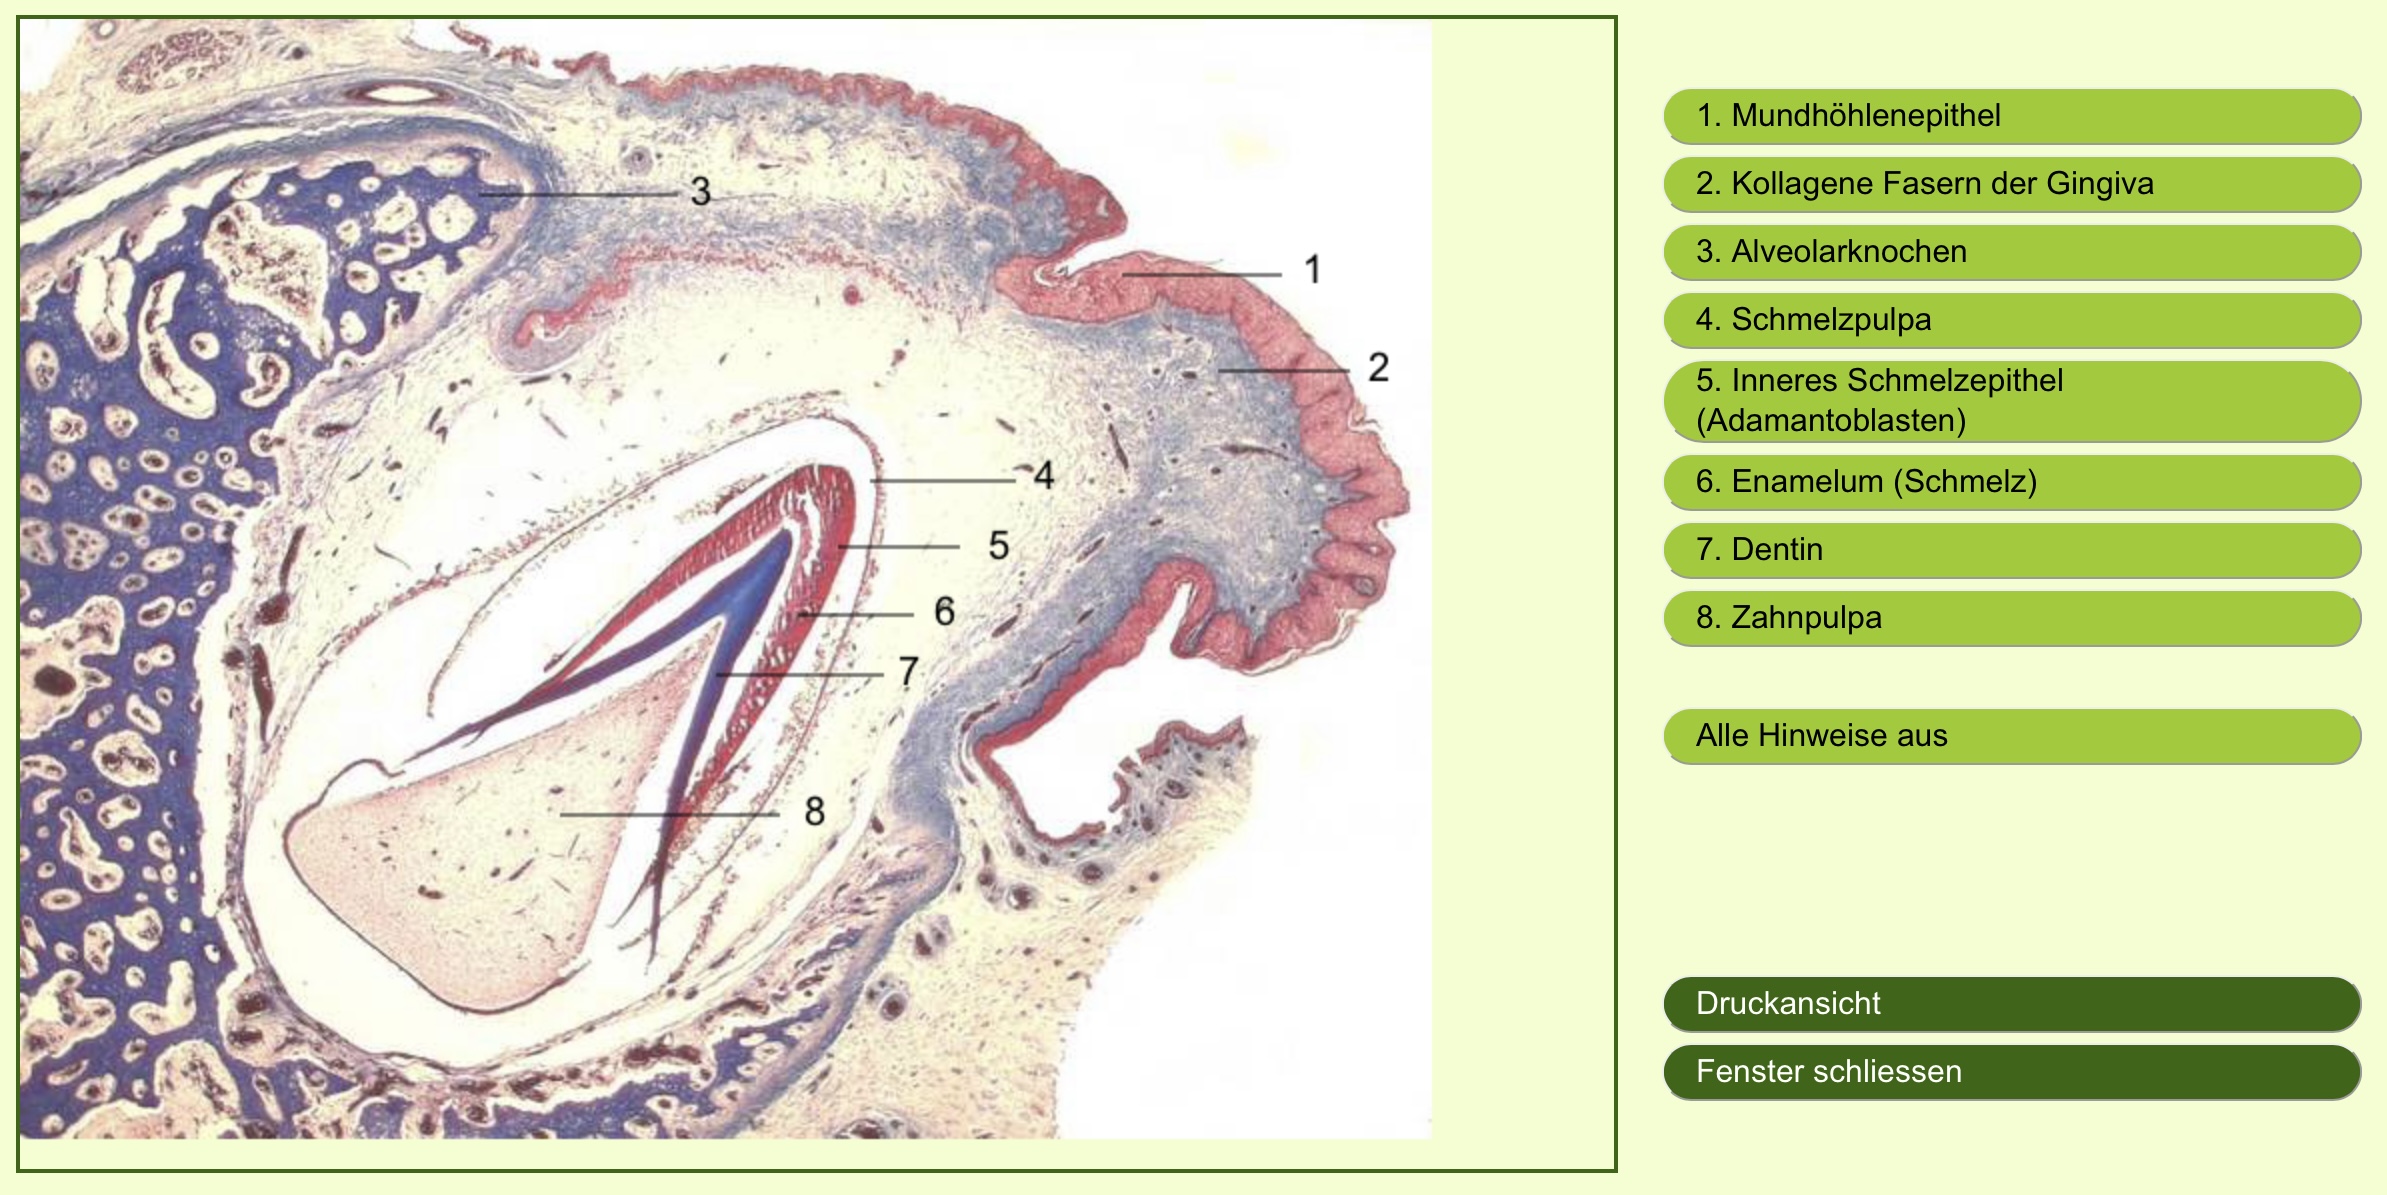 3
1
2
4
5
6
7
8
1. Mundhöhlenepithel
2. Kollagene Fasern der Gingiva
3. Alveolarknochen
4. Schmelzpulpa
5. Inneres Schmelzepithel
(Adamantoblasten)
6. Enamelum (Schmelz)
7. Dentin
8. Zahnpulpa
Alle Hinweise aus
Druckansicht
Fenster schliessen